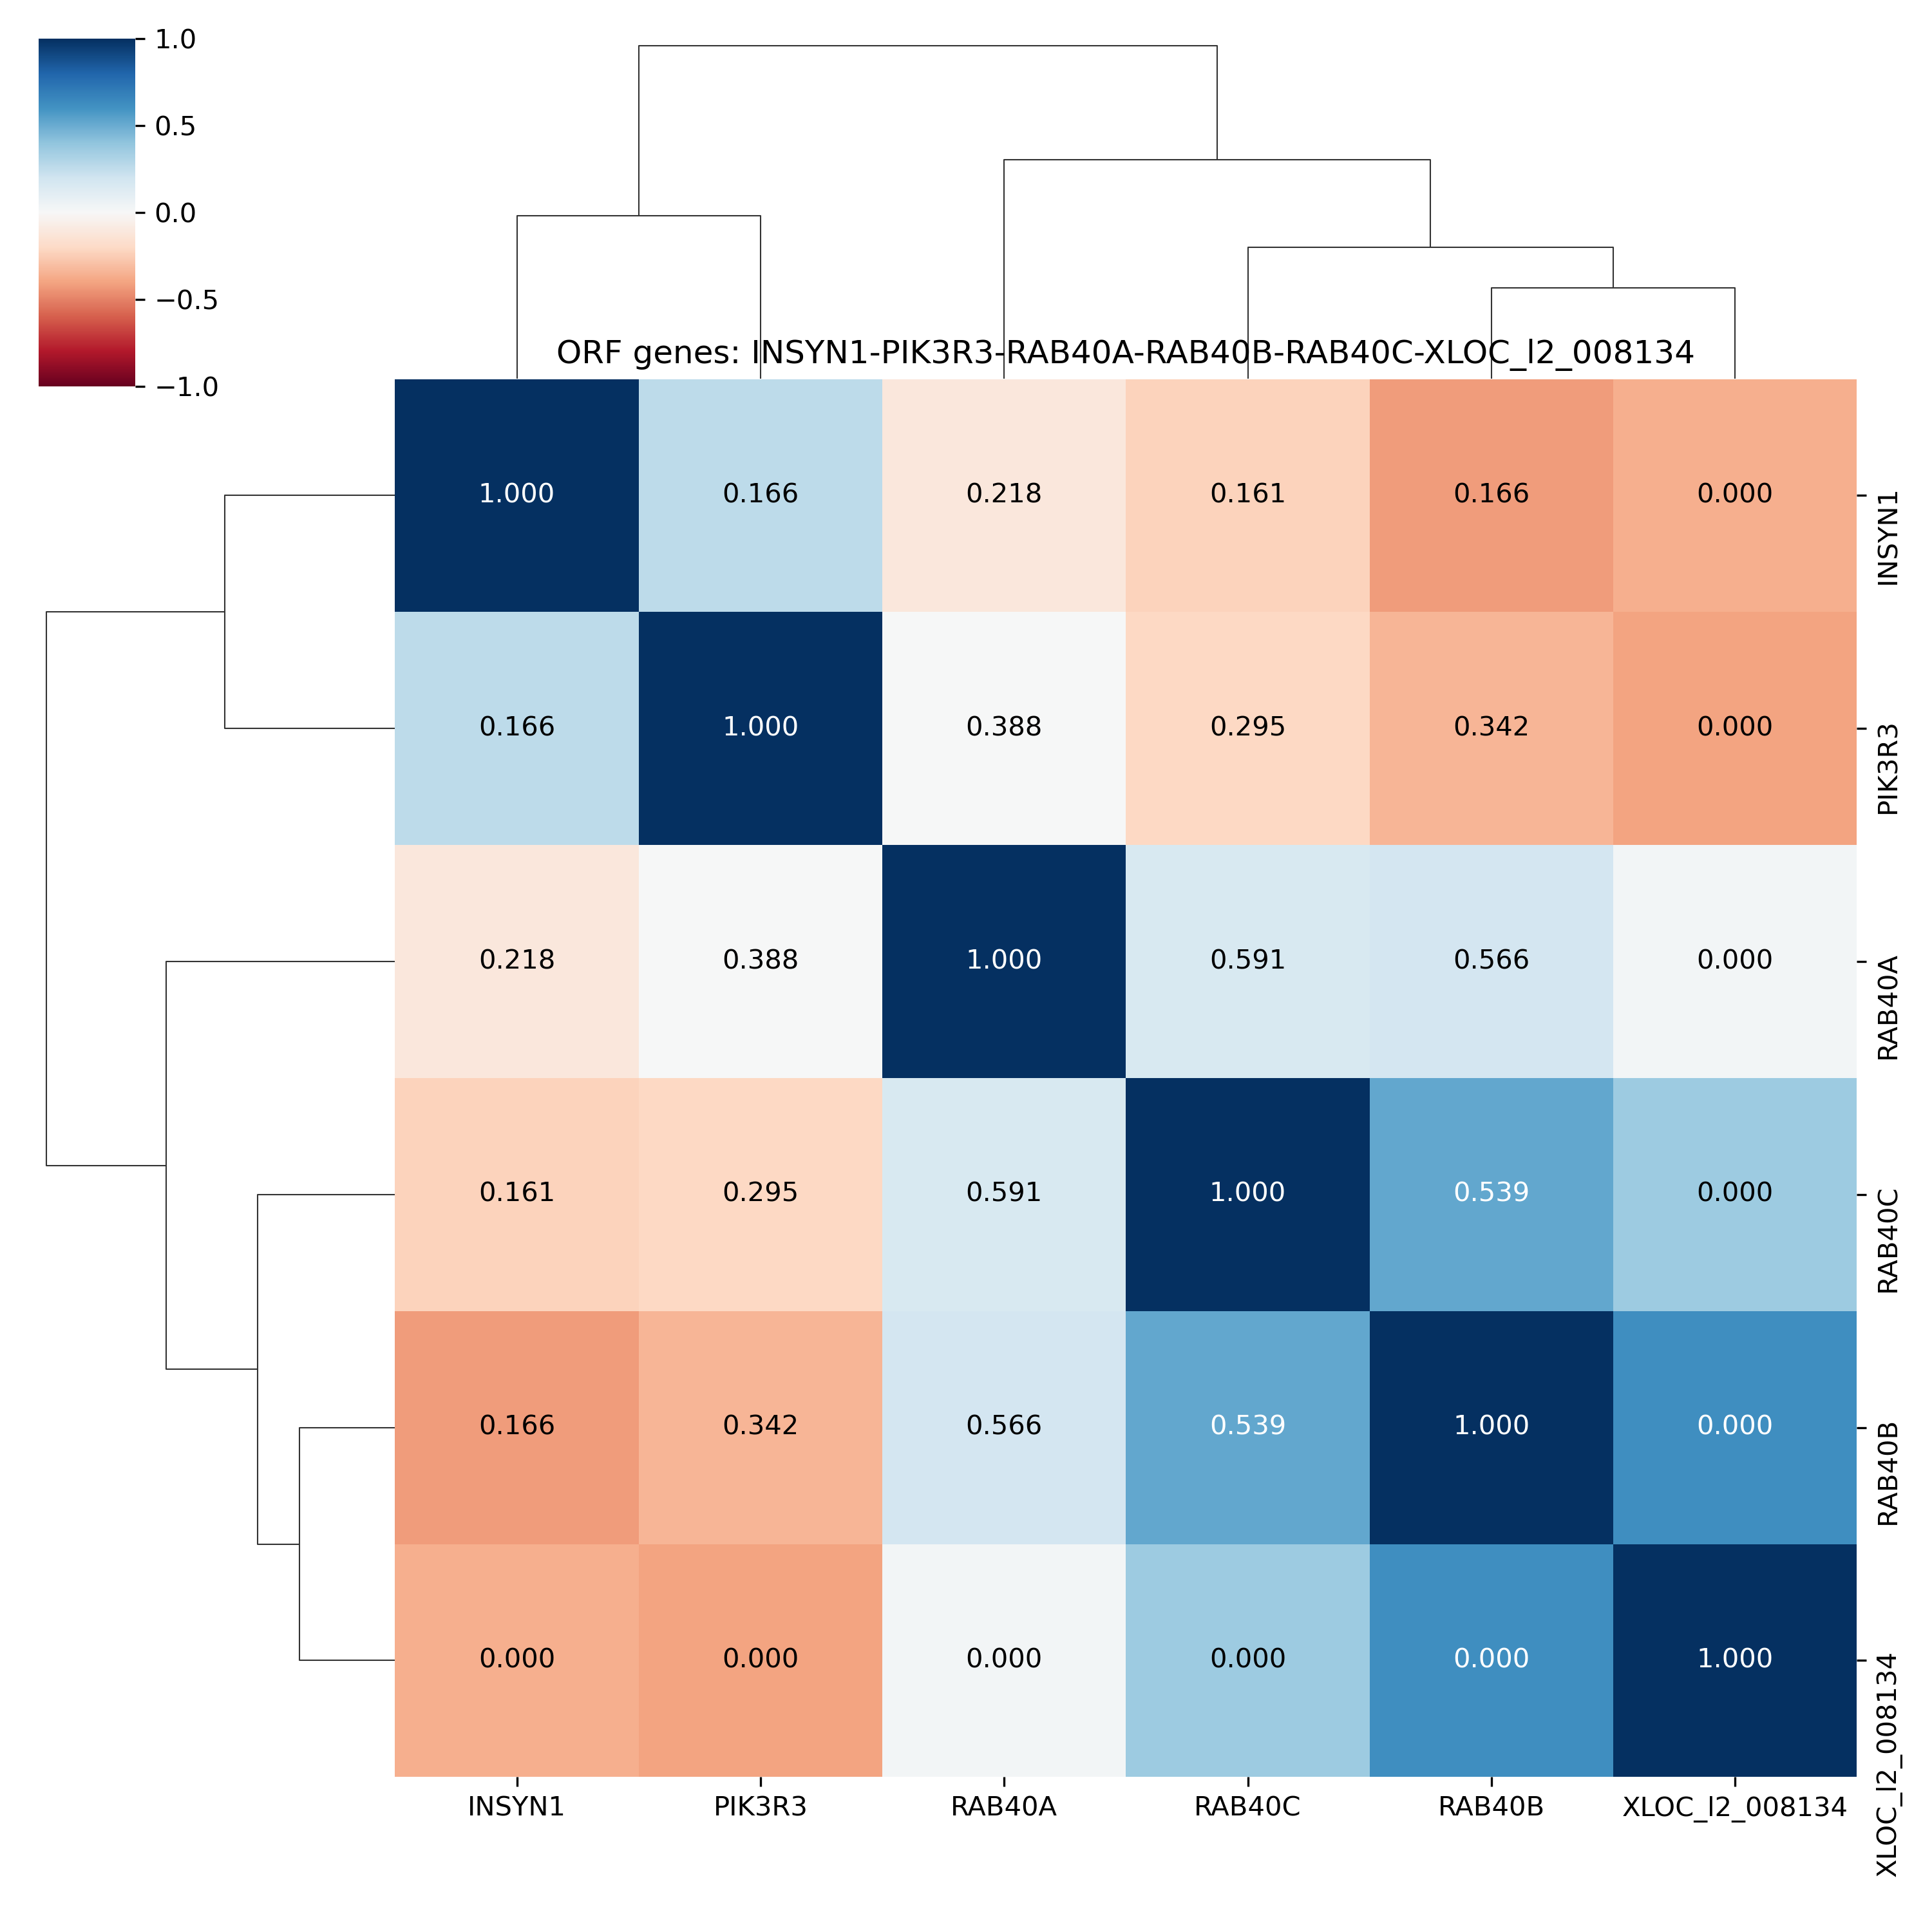 1.0
0.5
0.0
−0.5
−1.0
ORF genes: INSYN1-PIK3R3-RAB40A-RAB40B-RAB40C-XLOC_l2_008134
1.000 0.166 0.218 0.161 0.166 0.000 INSYN1
0.166 1.000 0.388 0.295 0.342 0.000 PIK3R3
0.218 0.388 1.000 0.591 0.566 0.000 RAB40A
0.161 0.295 0.591 1.000 0.539 0.000 RAB40C
0.166 0.342 0.566 0.539 1.000 0.000 RAB40B
0.000 0.000 0.000 0.000 0.000 1.000 XLOC_l2_008134
INSYN1 PIK3R3 RAB40A RAB40C RAB40B XLOC_l2_008134